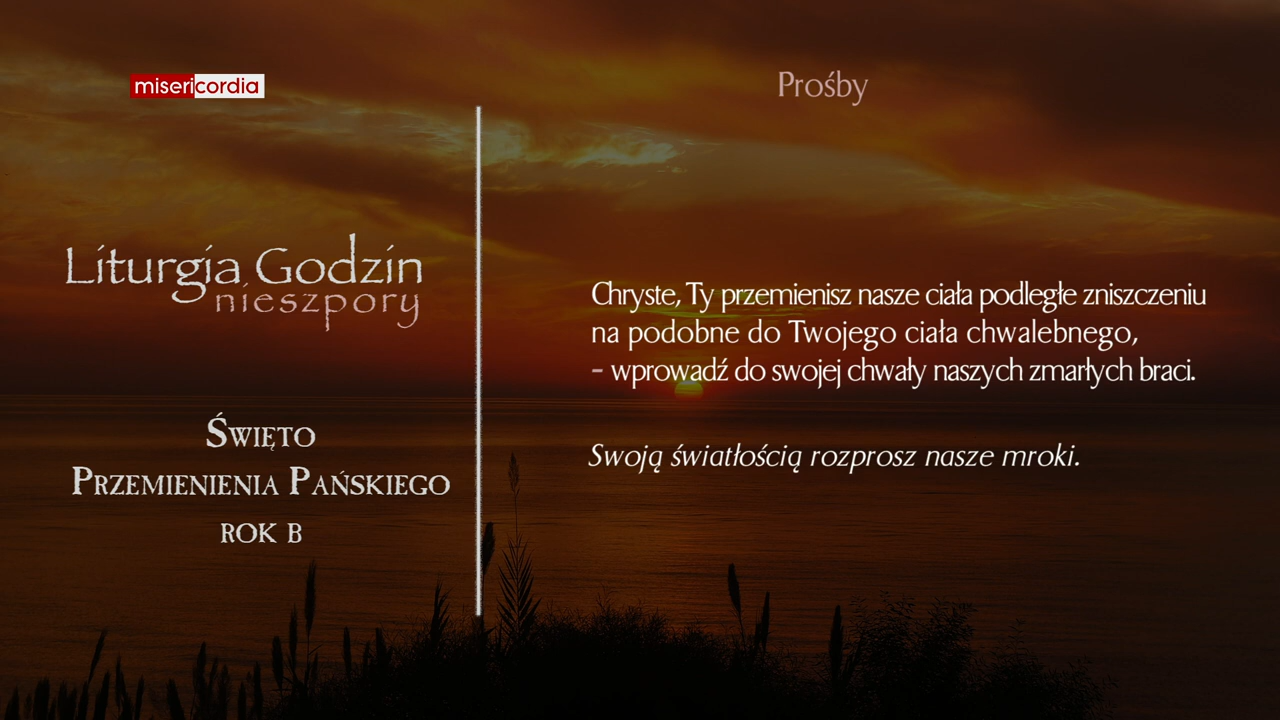 misericordia
Prośby
Liturgia Godzin
nieszpory
Święto
Przemienienia Pańskiego
rok B
Chryste, Ty przemienisz nasze ciała podległe zniszczeniu
na podobne do Twojego ciała chwalebnego,
- wprowadź do swojej chwały naszych zmarłych braci.
Swoją światłością rozprosz nasze mroki.